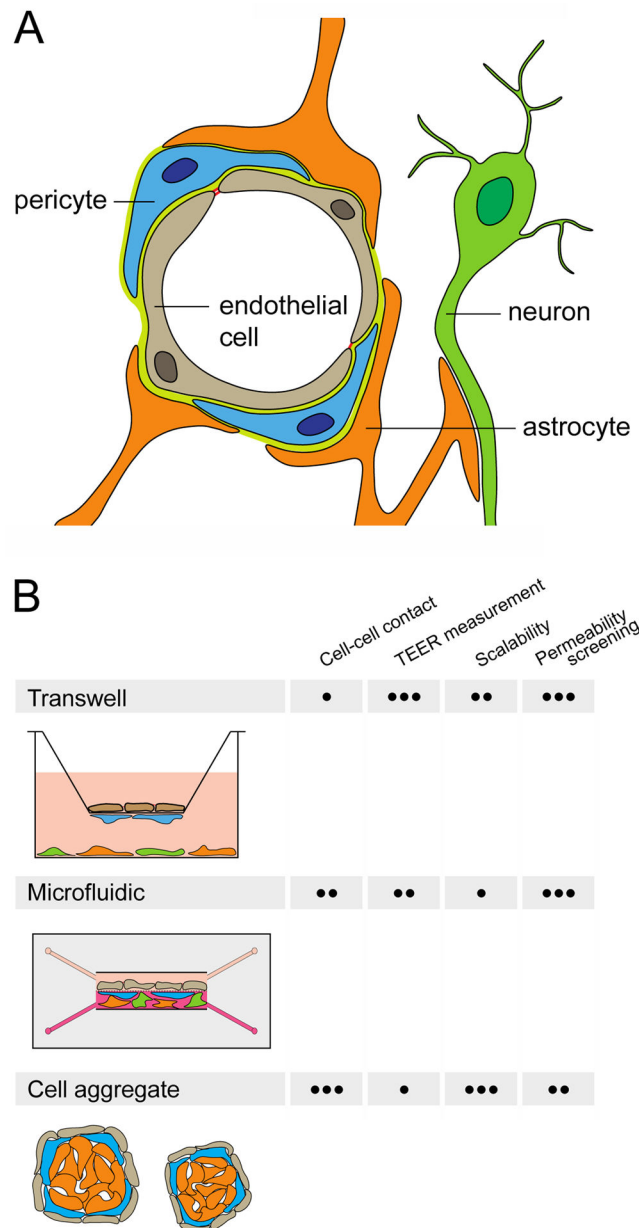 A
pericyte
endothelial
cell
neuron
astrocyte
B
Cell-cell contact
TEER measurement
Scalability
Permeability
screening
Transwell • ••• •• •••
Microfluidic •• •• • •••
Cell aggregate ••• • ••• ••